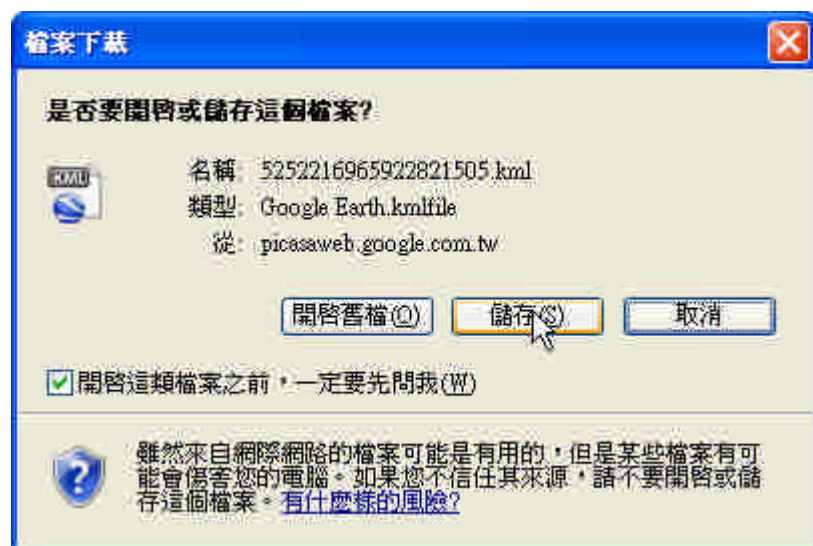 檔案下載
是否要開啓或儲存這個檔案?
KML
名稱: 5252216965922821505.kml
類型: Google Earth.kmlfile
從: picasaweb.google.com.tw
開啓舊檔(O) 儲存(S) 取消
開啓這類檔案之前，一定要先問我(W)
雖然來自網際網路的檔案可能是有用的，但是某些檔案有可
能會傷害您的電腦。如果您不信任其來源，請不要開啓或儲
存這個檔案。有什麼樣的風險?